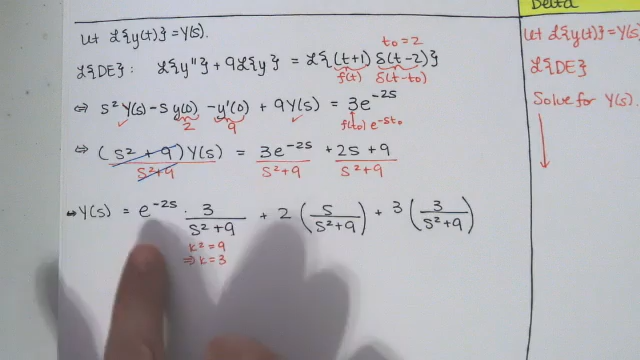 Let ℒ{y(t)} = Y(s).
t₀ = 2
ℒ{DE}: ℒ{y''} + 9ℒ{y} = ℒ{(t+1) δ(t-2)}
f(t) δ(t-t₀)
⇔ s²Y(s) - s y(0) - y'(0) + 9Y(s) = 3e^{-2s}
✓ 2 9 ✓ f(t₀) e^{-st₀}
⇔ (s² + 9) Y(s) / (s²+9) = 3e^{-2s} / (s²+9) + (2s + 9) / (s²+9)
⇔ Y(s) = e^{-2s} · 3/(s²+9) + 2 (s/(s²+9)) + 3 (3/(s²+9))
k² = 9
⇒ k = 3
Delta
Let ℒ{y(t)} = Y(s)
ℒ{DE}
Solve for Y(s).